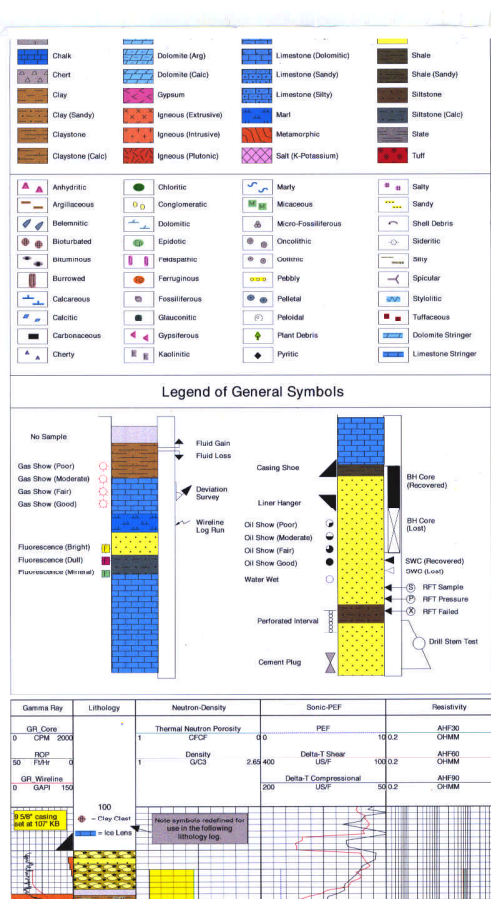 Chalk Dolomite (Arg) Limestone (Dolomitic) Shale
Chert Dolomite (Calc) Limestone (Sandy) Shale (Sandy)
Clay Gypsum Limestone (Silty) Siltstone
Clay (Sandy) Igneous (Extrusive) Marl Siltstone (Calc)
Claystone Igneous (Intrusive) Metamorphic Slate
Claystone (Calc) Igneous (Plutonic) Salt (K-Potassium) Tuff
Anhydritic Chloritic Marly Salty
Argillaceous Conglomeratic Micaceous Sandy
Belemnitic Dolomitic Micro-Fossiliferous Shell Debris
Bioturbated Epidotic Oncolithic Sideritic
Bituminous Feldspathic Oolithic Silty
Burrowed Ferruginous Pebbly Spicular
Calcareous Fossiliferous Pelletal Stylolitic
Calcitic Glauconitic Peloidal Tuffaceous
Carbonaceous Gypsiferous Plant Debris Dolomite Stringer
Cherty Kaolinitic Pyritic Limestone Stringer
Legend of General Symbols
No Sample
Gas Show (Poor)
Gas Show (Moderate)
Gas Show (Fair)
Gas Show (Good)
Fluorescence (Bright)
Fluorescence (Dull)
Fluorescence (Mineral)
Fluid Gain
Fluid Loss
Deviation
Survey
Wireline
Log Run
Casing Shoe
Liner Hanger
Oil Show (Poor)
Oil Show (Moderate)
Oil Show (Fair)
Oil Show Good)
Water Wet
Perforated Interval
Cement Plug
BH Core
(Recovered)
BH Core
(Lost)
SWC (Recovered)
SWC (Lost)
S RFT Sample
P RFT Pressure
X RFT Failed
Drill Stem Test
Gamma Ray Lithology Neutron-Density Sonic-PEF Resistivity
GR_Core Thermal Neutron Porosity PEF AHF30
0 CPM 2000 1 CFCF 0 0 10 0.2 OHMM
ROP Density Delta-T Shear AHF60
50 Ft/Hr 0 1 G/C3 2.65 400 US/F 100 0.2 OHMM
GR_Wireline Delta-T Compressional AHF90
0 GAPI 150 200 US/F 50 0.2 OHMM
100
9 5/8" casing
set at 107' KB
= Clay Clast
= Ice Lens
Note symbols redefined for
use in the following
lithology log.